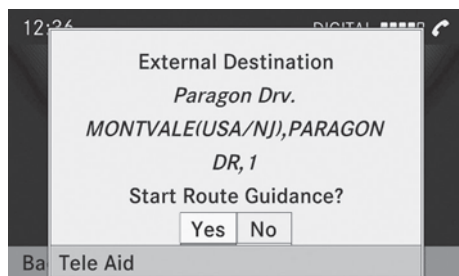 12:26 DIGITAL
External Destination
Paragon Drv.
MONTVALE(USA/NJ),PARAGON
DR, 1
Start Route Guidance?
Yes No
Ba Tele Aid